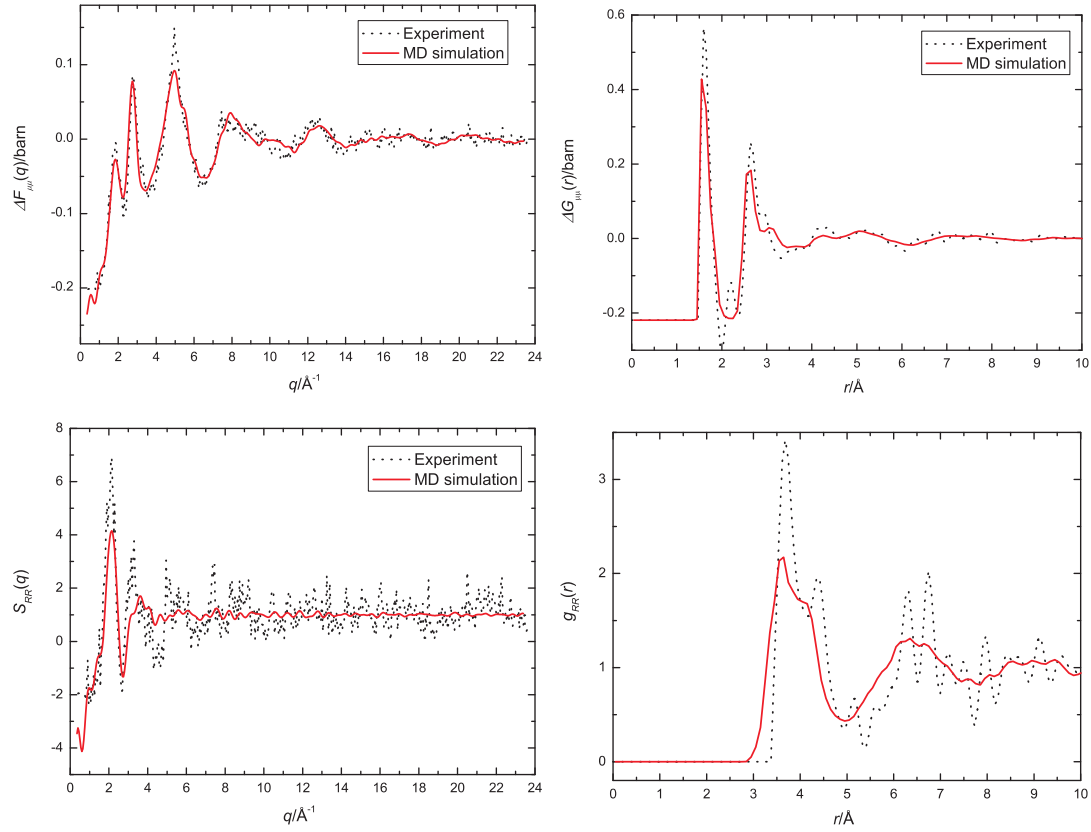 Experiment
MD simulation
ΔF_μμ(q)/barn
0.1
0.0
-0.1
-0.2
0 2 4 6 8 10 12 14 16 18 20 22 24
q/Å⁻¹
Experiment
MD simulation
ΔG_μμ(r)/barn
0.6
0.4
0.2
0.0
-0.2
0 1 2 3 4 5 6 7 8 9 10
r/Å
Experiment
MD simulation
S_RR(q)
8
6
4
2
0
-2
-4
0 2 4 6 8 10 12 14 16 18 20 22 24
q/Å⁻¹
Experiment
MD simulation
g_RR(r)
3
2
1
0
0 1 2 3 4 5 6 7 8 9 10
r/Å